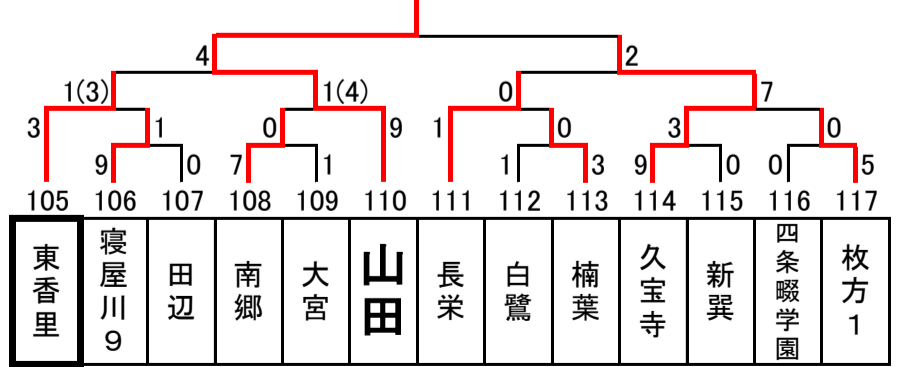 4 2
1(3) 1(4) 0 7
3 1 0 9 1 0 3 0
9 0 7 1 1 3 9 0 0 5
105 106 107 108 109 110 111 112 113 114 115 116 117
東香里
寝屋川9
田辺
南郷
大宮
山田
長栄
白鷺
楠葉
久宝寺
新巽
四条畷学園
枚方1